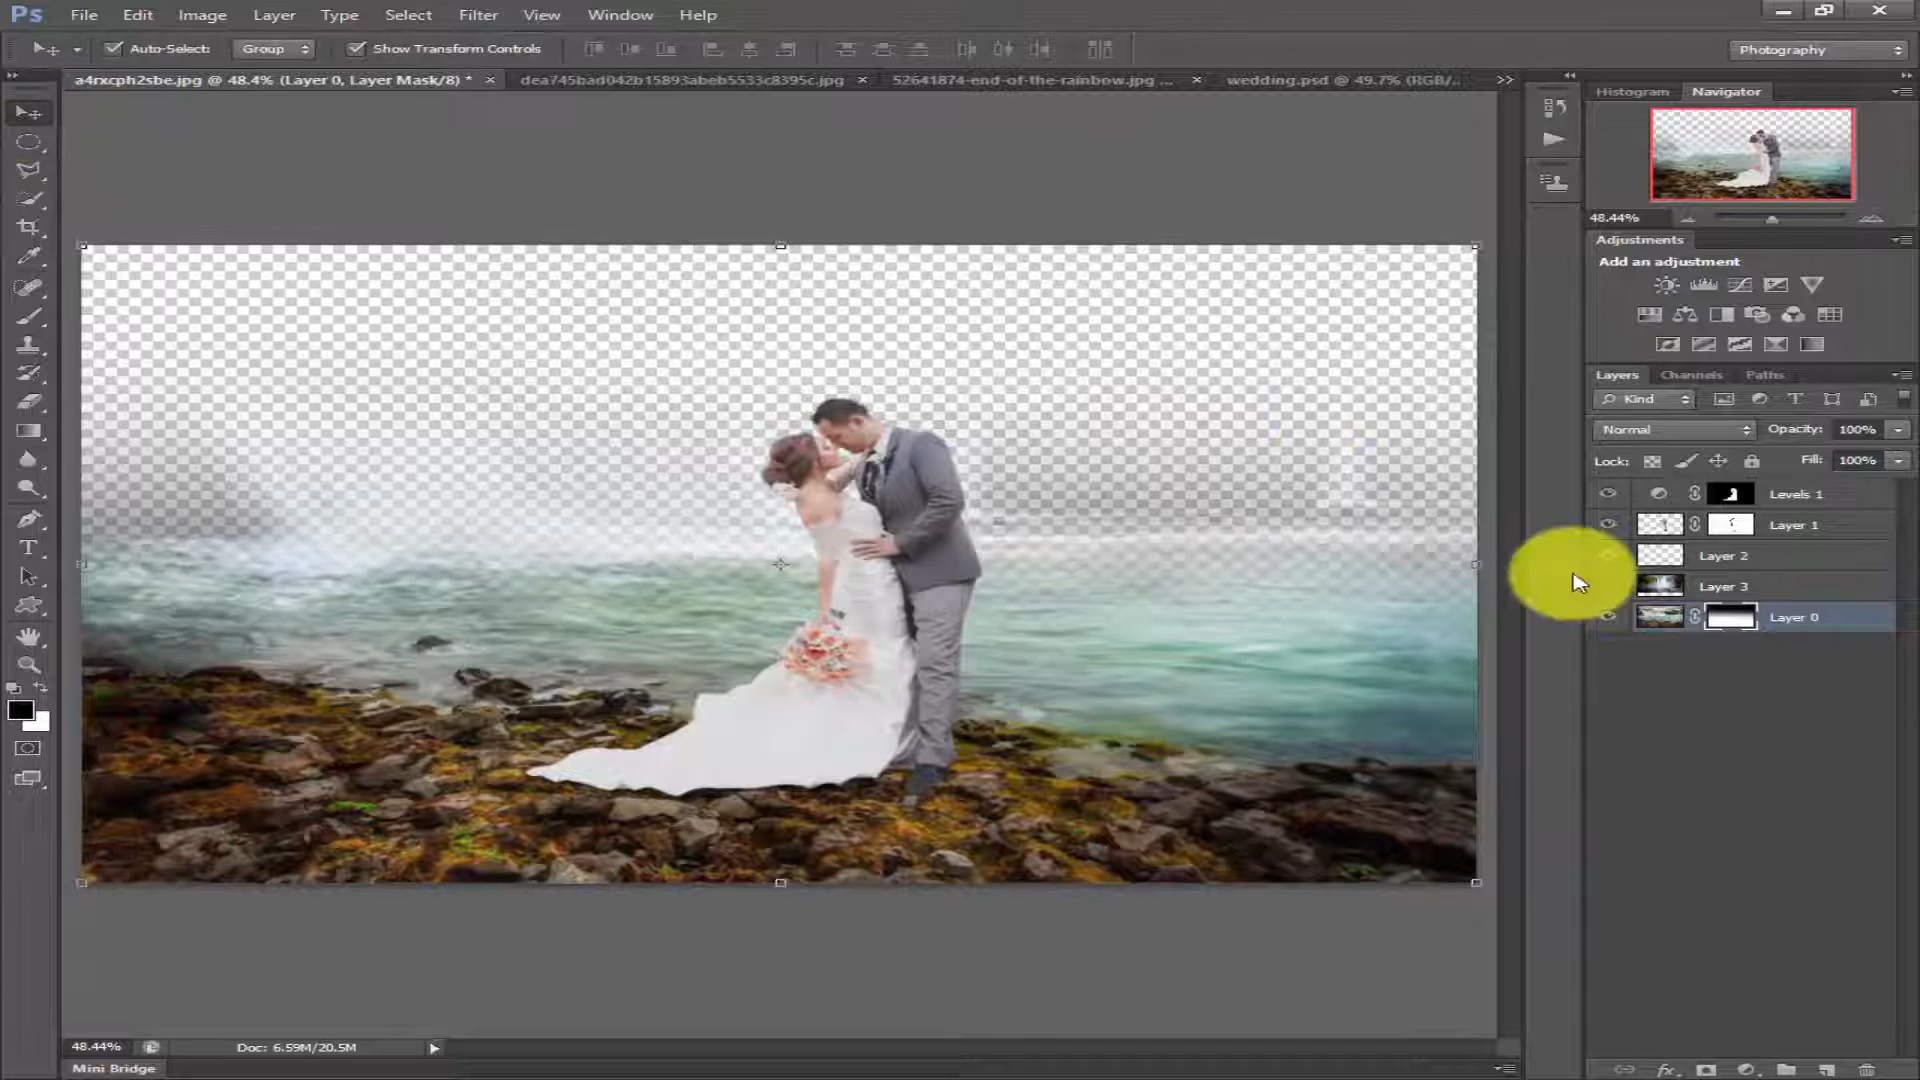 Ps File Edit Image Layer Type Select Filter View Window Help
Auto-Select: Group Show Transform Controls Photography
a4rxcph2sbe.jpg @ 48.4% (Layer 0, Layer Mask/8) * × dea745bad042b15893abeb5533c8395c.jpg × 52641874-end-of-the-rainbow.jpg ... × wedding.psd @ 49.7% (RGB/...
Histogram Navigator
48.44%
Adjustments
Add an adjustment
Layers Channels Paths
Kind
Normal Opacity: 100%
Lock: Fill: 100%
Levels 1
Layer 1
Layer 2
Layer 3
Layer 0
48.44% Doc: 6.59M/20.5M
Mini Bridge